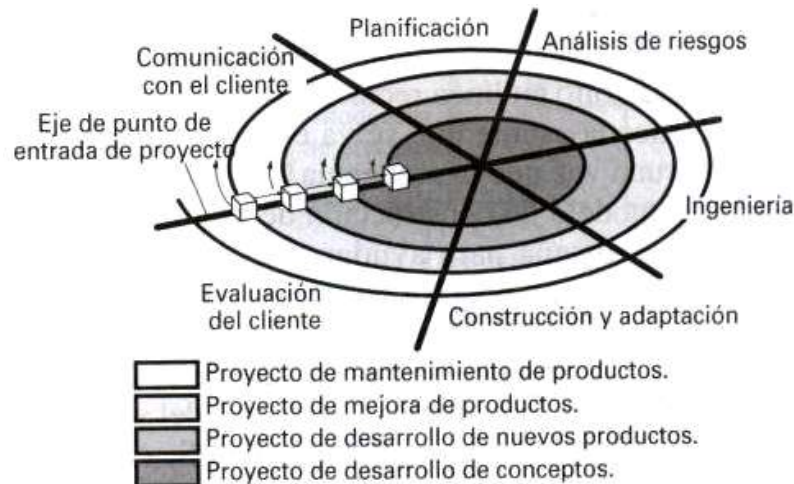 Planificación
Comunicación
con el cliente
Análisis de riesgos
Eje de punto de
entrada de proyecto
Ingeniería
Evaluación
del cliente
Construcción y adaptación
Proyecto de mantenimiento de productos.
Proyecto de mejora de productos.
Proyecto de desarrollo de nuevos productos.
Proyecto de desarrollo de conceptos.